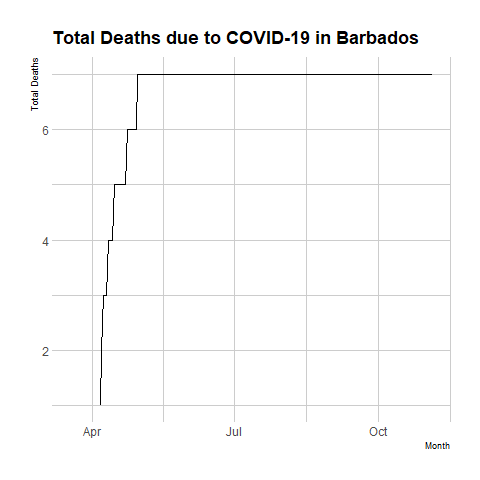 Total Deaths due to COVID-19 in Barbados
Total Deaths
6
4
2
Apr Jul Oct
Month